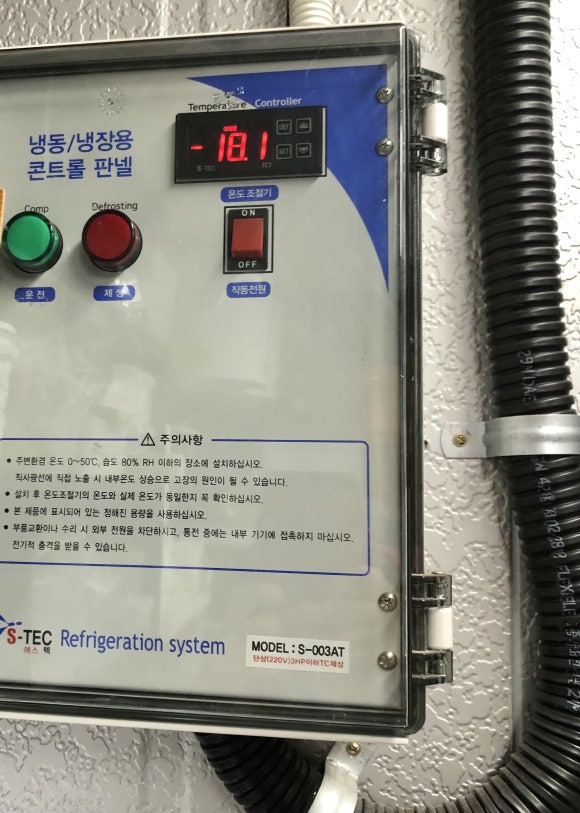 Temperature Controller
냉동/냉장용
콘트롤 판넬
-18.1
DEF
SET
S-TEC
TC1
온도조절기
Comp
Defrosting
ON
OFF
운전
제상
작동전원
주의사항
• 주변환경 온도 0~50℃, 습도 80% RH 이하의 장소에 설치하십시오.
직사광선에 직접 노출 시 내부온도 상승으로 고장의 원인이 될 수 있습니다.
• 설치 후 온도조절기의 온도와 실제 온도가 동일한지 꼭 확인하십시오.
• 본 제품에 표시되어 있는 정해진 용량을 사용하십시오.
• 부품교환이나 수리 시 외부 전원을 차단하시고, 통전 중에는 내부 기기에 접촉하지 마십시오.
전기적 충격을 받을 수 있습니다.
S-TEC Refrigeration system
에스 텍
MODEL : S-003AT
단상(220V)3HP이하TC제상